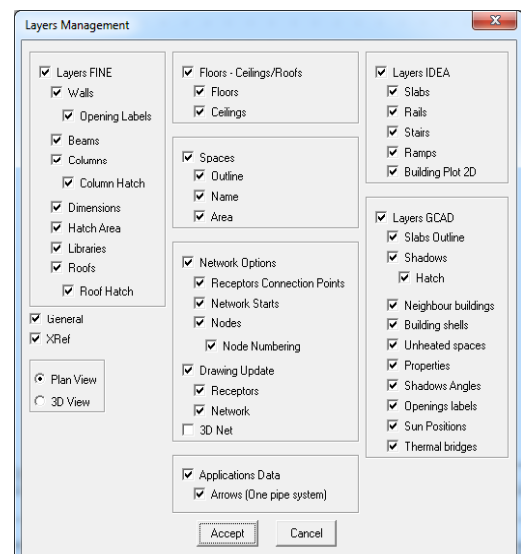 Layers Management
Layers FINE
Walls
Opening Labels
Beams
Columns
Column Hatch
Dimensions
Hatch Area
Libraries
Roofs
Roof Hatch
General
XRef
Plan View
3D View
Floors - Ceilings/Roofs
Floors
Ceilings
Spaces
Outline
Name
Area
Network Options
Receptors Connection Points
Network Starts
Nodes
Node Numbering
Drawing Update
Receptors
Network
3D Net
Applications Data
Arrows (One pipe system)
Layers IDEA
Slabs
Rails
Stairs
Ramps
Building Plot 2D
Layers GCAD
Slabs Outline
Shadows
Hatch
Neighbour buildings
Building shells
Unheated spaces
Properties
Shadows Angles
Openings labels
Sun Positions
Thermal bridges
Accept
Cancel